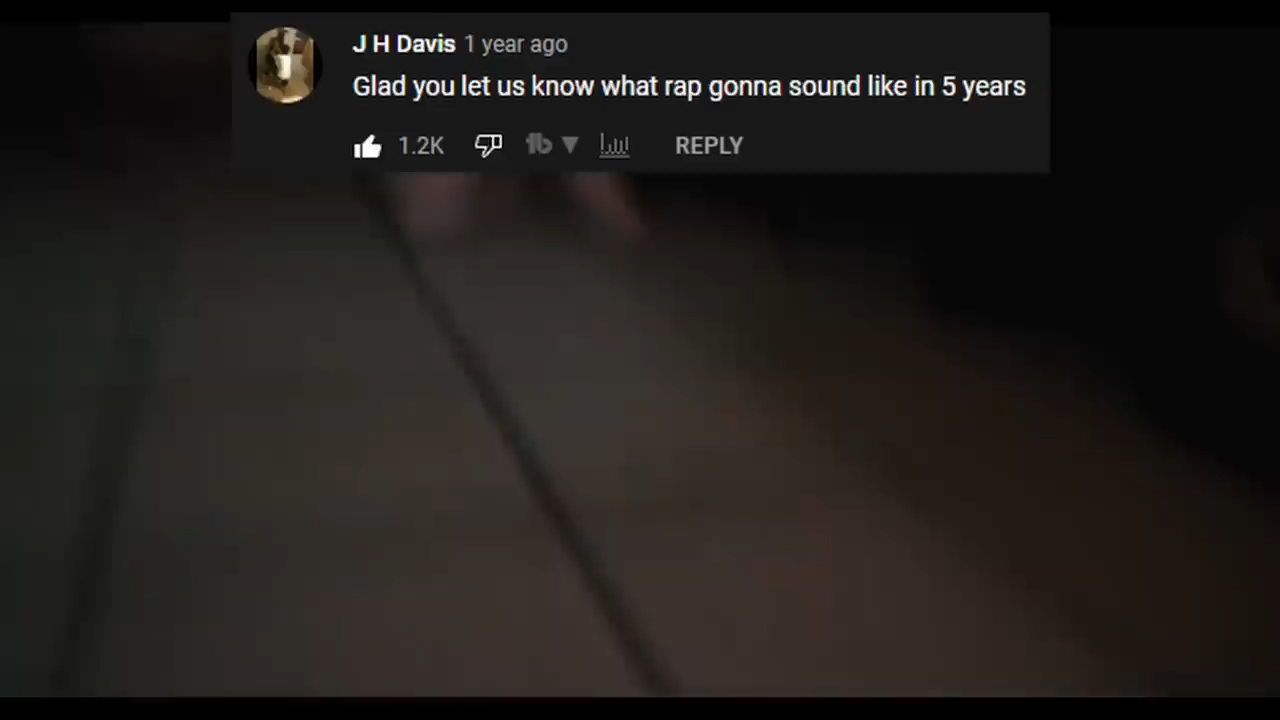 J H Davis 1 year ago
Glad you let us know what rap gonna sound like in 5 years
1.2K REPLY